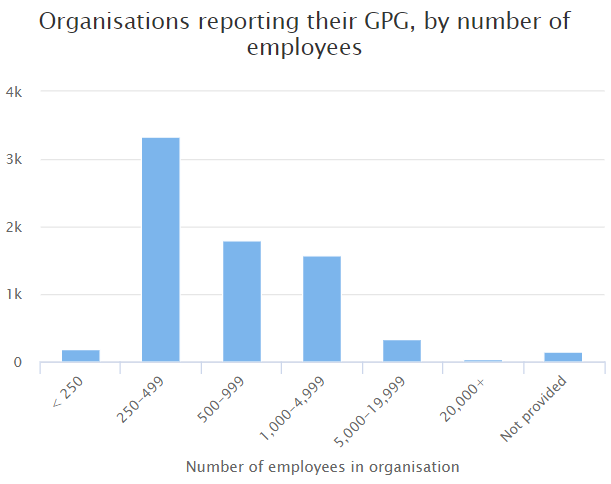 Organisations reporting their GPG, by number of
employees
4k
3k
2k
1k
0
< 250
250–499
500–999
1,000–4,999
5,000–19,999
20,000+
Not provided
Number of employees in organisation